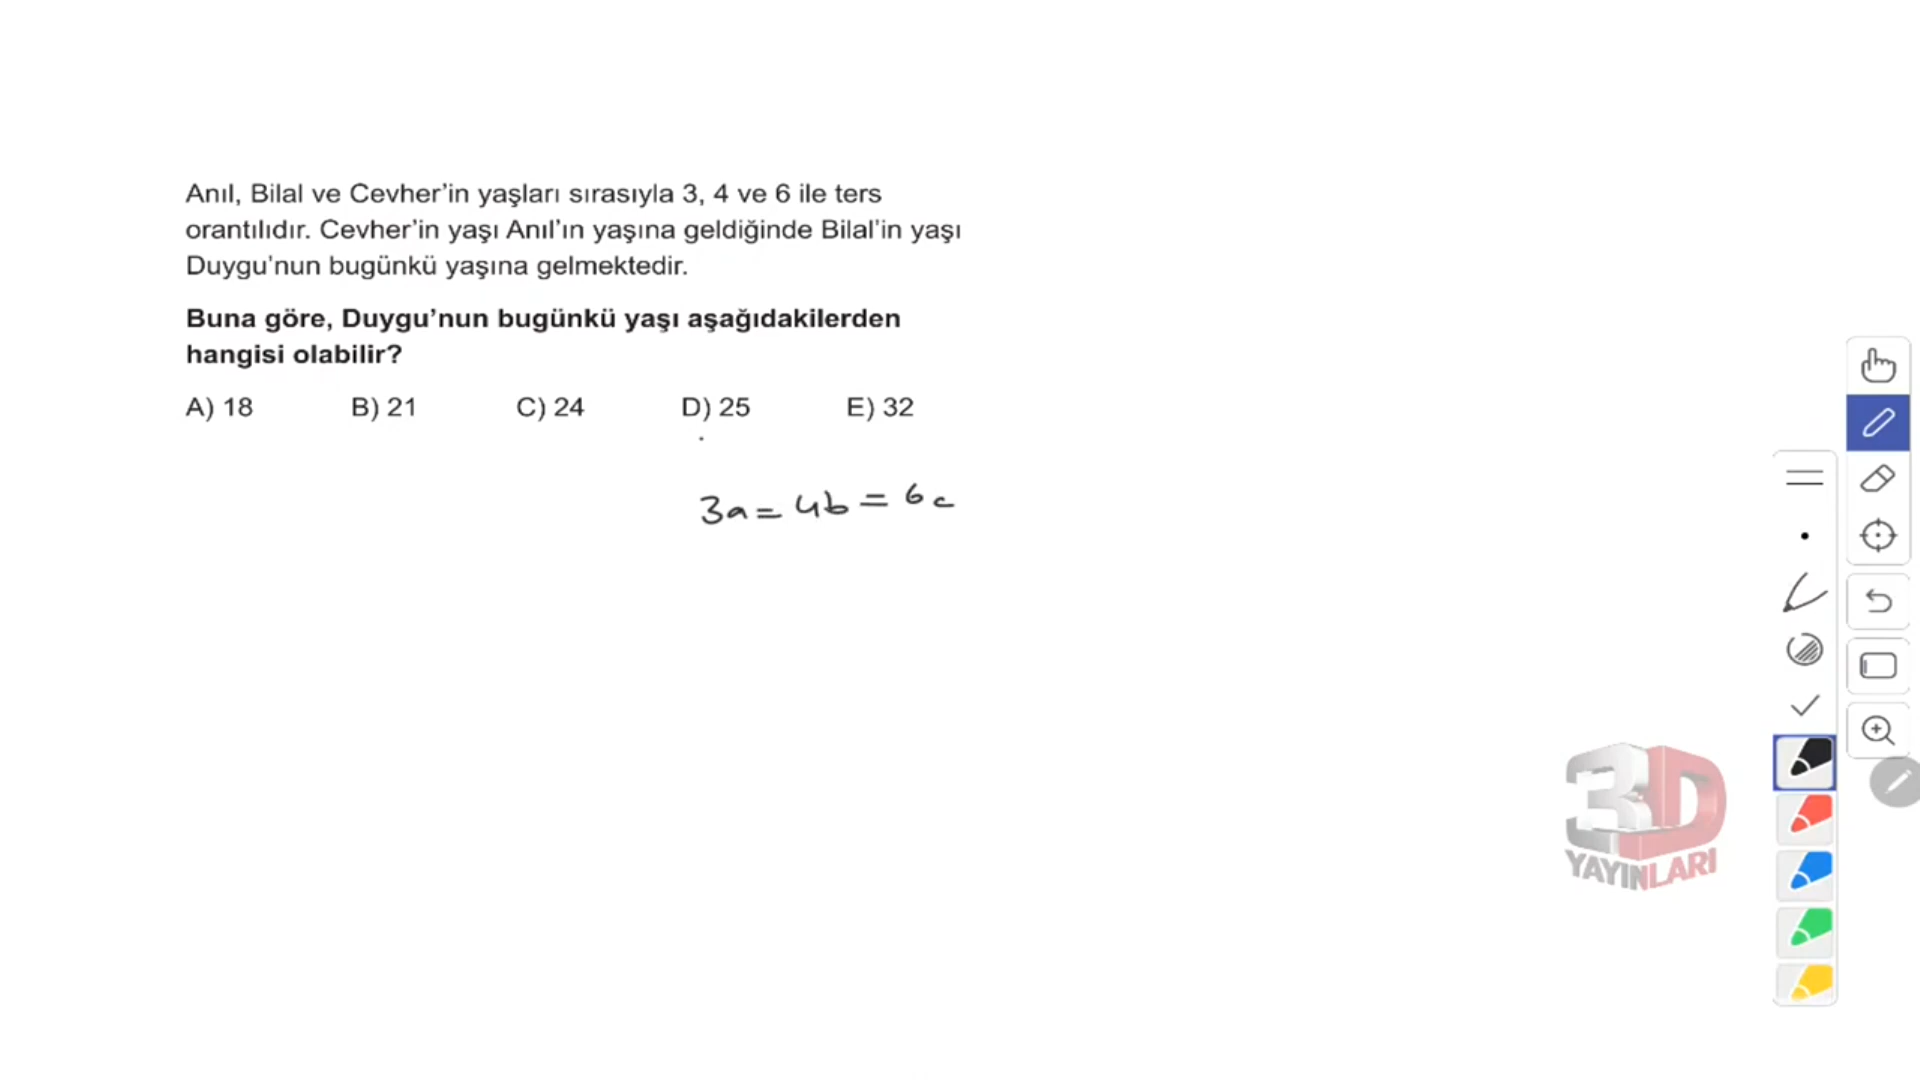 Anıl, Bilal ve Cevher’in yaşları sırasıyla 3, 4 ve 6 ile ters
orantılıdır. Cevher’in yaşı Anıl’ın yaşına geldiğinde Bilal’in yaşı
Duygu’nun bugünkü yaşına gelmektedir.
Buna göre, Duygu’nun bugünkü yaşı aşağıdakilerden
hangisi olabilir?
A) 18 B) 21 C) 24 D) 25 E) 32
3a = 4b = 6c
3D
YAYINLARI